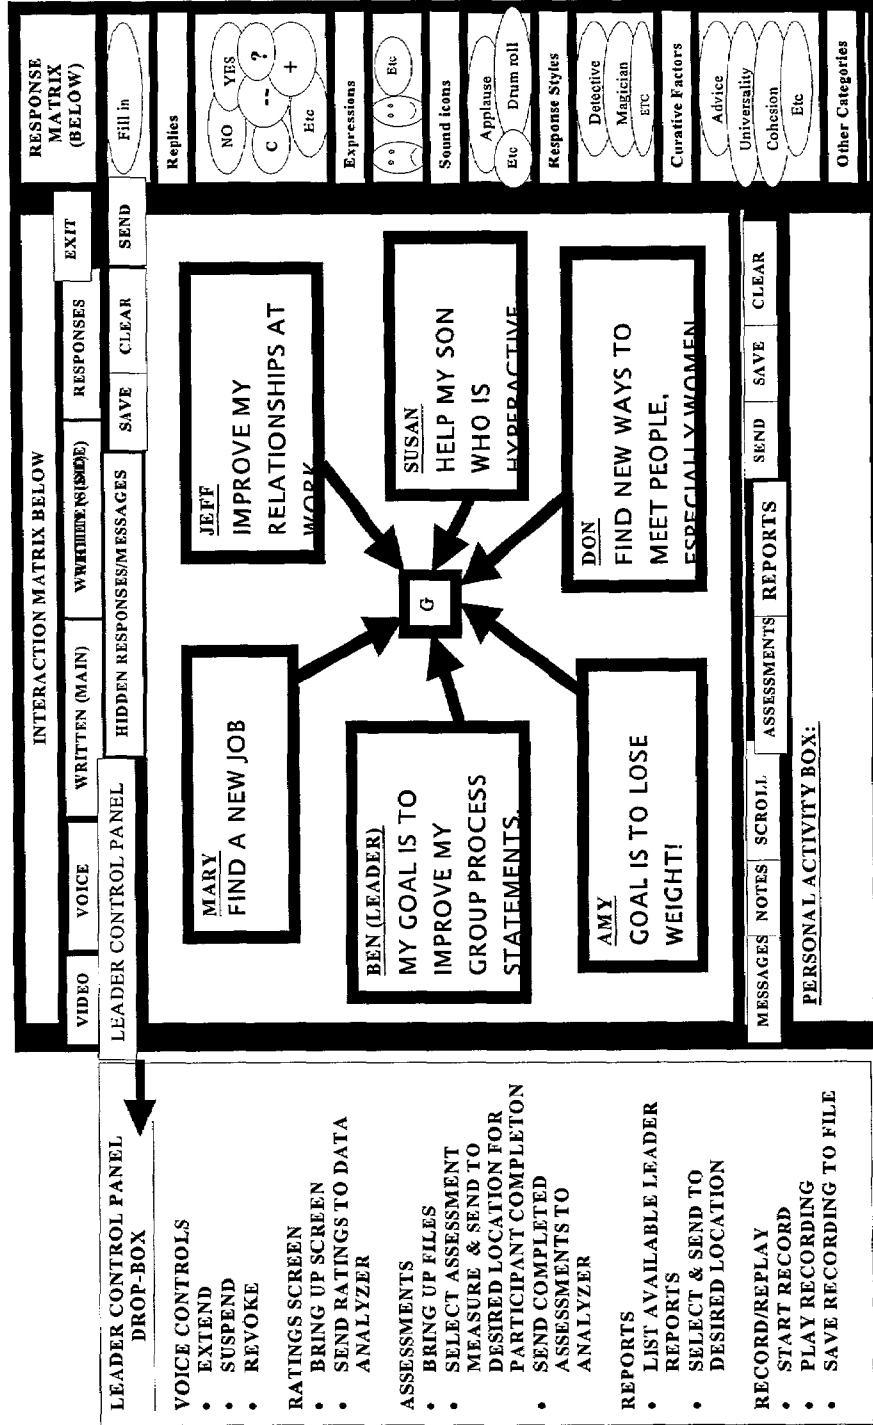 LEADER CONTROL PANEL
DROP-BOX
VOICE CONTROLS
• EXTEND
• SUSPEND
• REVOKE
RATINGS SCREEN
• BRING UP SCREEN
• SEND RATINGS TO DATA
ANALYZER
ASSESSMENTS
• BRING UP FILES
• SELECT ASSESSMENT
MEASURE & SEND TO
DESIRED LOCATION FOR
PARTICIPANT COMPLETON
• SEND COMPLETED
ASSESSMENTS TO
ANALYZER
REPORTS
• LIST AVAILABLE LEADER
REPORTS
• SELECT & SEND TO
DESIRED LOCATION
RECORD/REPLAY
• START RECORD
• PLAY RECORDING
• SAVE RECORDING TO FILE
INTERACTION MATRIX BELOW
VIDEO VOICE WRITTEN (MAIN) RESPONSES EXIT
LEADER CONTROL PANEL HIDDEN RESPONSES/MESSAGES SAVE CLEAR SEND
MARY
FIND A NEW JOB
JEFF
IMPROVE MY
RELATIONSHIPS AT
WORK
BEN (LEADER)
MY GOAL IS TO
IMPROVE MY
GROUP PROCESS
STATEMENTS.
G
SUSAN
HELP MY SON
WHO IS
HYPERACTIVE
AMY
GOAL IS TO LOSE
WEIGHT!
DON
FIND NEW WAYS TO
MEET PEOPLE,
ESPECIALLY WOMEN
MESSAGES NOTES SCROLL ASSESSMENTS REPORTS SEND SAVE CLEAR
PERSONAL ACTIVITY BOX:
RESPONSE
MATRIX
(BELOW)
Fill in
Replies
NO YES
C -- ?
Etc +
Expressions
Etc
Sound icons
Applause
Etc Drum roll
Response Styles
Detective
Magician
ETC
Curative Factors
Advice
Universality
Cohesion
Etc
Other Categories